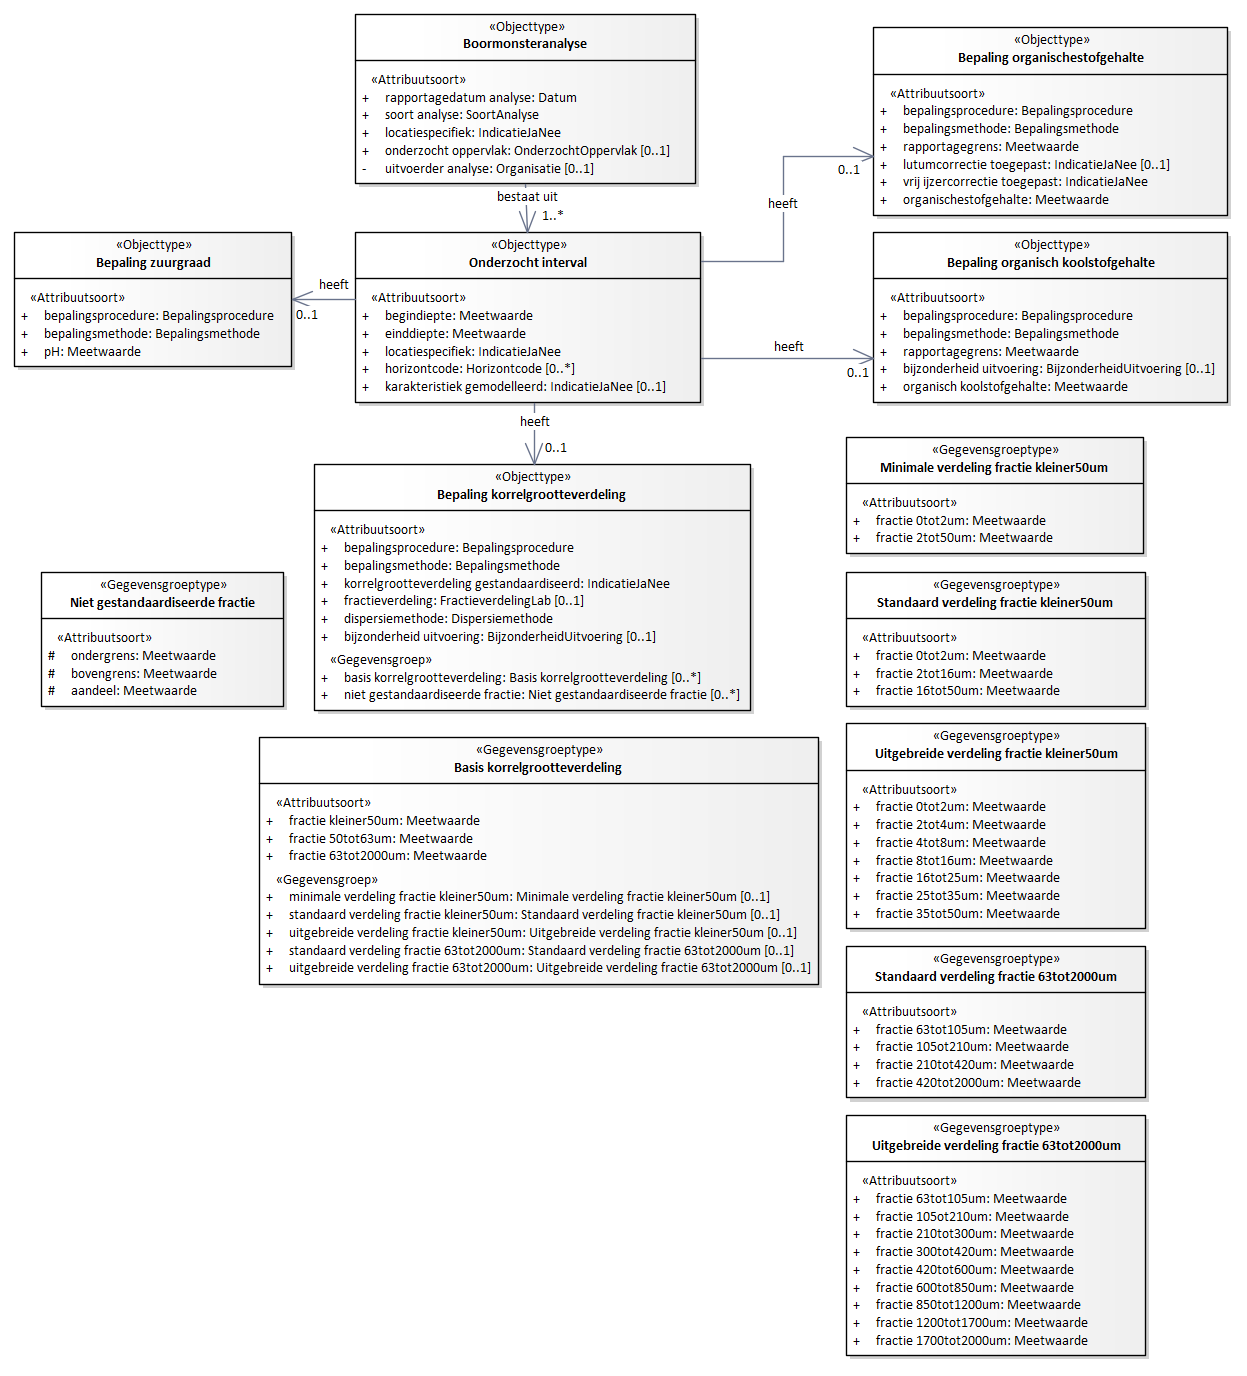 «Objecttype»
Boormonsteranalyse
«Attribuutsoort»
+ rapportagedatum analyse: Datum
+ soort analyse: SoortAnalyse
+ locatiespecifiek: IndicatieJaNee
+ onderzocht oppervlak: OnderzochtOppervlak [0..1]
- uitvoerder analyse: Organisatie [0..1]
«Objecttype»
Bepaling organischestofgehalte
«Attribuutsoort»
+ bepalingsprocedure: Bepalingsprocedure
+ bepalingsmethode: Bepalingsmethode
+ rapportagegrens: Meetwaarde
+ lutumcorrectie toegepast: IndicatieJaNee [0..1]
+ vrij ijzercorrectie toegepast: IndicatieJaNee
+ organischestofgehalte: Meetwaarde
bestaat uit
1..*
heeft
0..1
«Objecttype»
Bepaling zuurgraad
«Attribuutsoort»
+ bepalingsprocedure: Bepalingsprocedure
+ bepalingsmethode: Bepalingsmethode
+ pH: Meetwaarde
heeft
0..1
«Objecttype»
Onderzocht interval
«Attribuutsoort»
+ begindiepte: Meetwaarde
+ einddiepte: Meetwaarde
+ locatiespecifiek: IndicatieJaNee
+ horizontcode: Horizontcode [0..*]
+ karakteristiek gemodelleerd: IndicatieJaNee [0..1]
heeft
0..1
«Objecttype»
Bepaling organisch koolstofgehalte
«Attribuutsoort»
+ bepalingsprocedure: Bepalingsprocedure
+ bepalingsmethode: Bepalingsmethode
+ rapportagegrens: Meetwaarde
+ bijzonderheid uitvoering: BijzonderheidUitvoering [0..1]
+ organisch koolstofgehalte: Meetwaarde
heeft
0..1
«Objecttype»
Bepaling korrelgrootteverdeling
«Attribuutsoort»
+ bepalingsprocedure: Bepalingsprocedure
+ bepalingsmethode: Bepalingsmethode
+ korrelgrootteverdeling gestandaardiseerd: IndicatieJaNee
+ fractieverdeling: FractieverdelingLab [0..1]
+ dispersiemethode: Dispersiemethode
+ bijzonderheid uitvoering: BijzonderheidUitvoering [0..1]
«Gegevensgroep»
+ basis korrelgrootteverdeling: Basis korrelgrootteverdeling [0..*]
+ niet gestandaardiseerde fractie: Niet gestandaardiseerde fractie [0..*]
«Gegevensgroeptype»
Minimale verdeling fractie kleiner50um
«Attribuutsoort»
+ fractie 0tot2um: Meetwaarde
+ fractie 2tot50um: Meetwaarde
«Gegevensgroeptype»
Niet gestandaardiseerde fractie
«Attribuutsoort»
# ondergrens: Meetwaarde
# bovengrens: Meetwaarde
# aandeel: Meetwaarde
«Gegevensgroeptype»
Standaard verdeling fractie kleiner50um
«Attribuutsoort»
+ fractie 0tot2um: Meetwaarde
+ fractie 2tot16um: Meetwaarde
+ fractie 16tot50um: Meetwaarde
«Gegevensgroeptype»
Basis korrelgrootteverdeling
«Attribuutsoort»
+ fractie kleiner50um: Meetwaarde
+ fractie 50tot63um: Meetwaarde
+ fractie 63tot2000um: Meetwaarde
«Gegevensgroep»
+ minimale verdeling fractie kleiner50um: Minimale verdeling fractie kleiner50um [0..1]
+ standaard verdeling fractie kleiner50um: Standaard verdeling fractie kleiner50um [0..1]
+ uitgebreide verdeling fractie kleiner50um: Uitgebreide verdeling fractie kleiner50um [0..1]
+ standaard verdeling fractie 63tot2000um: Standaard verdeling fractie 63tot2000um [0..1]
+ uitgebreide verdeling fractie 63tot2000um: Uitgebreide verdeling fractie 63tot2000um [0..1]
«Gegevensgroeptype»
Uitgebreide verdeling fractie kleiner50um
«Attribuutsoort»
+ fractie 0tot2um: Meetwaarde
+ fractie 2tot4um: Meetwaarde
+ fractie 4tot8um: Meetwaarde
+ fractie 8tot16um: Meetwaarde
+ fractie 16tot25um: Meetwaarde
+ fractie 25tot35um: Meetwaarde
+ fractie 35tot50um: Meetwaarde
«Gegevensgroeptype»
Standaard verdeling fractie 63tot2000um
«Attribuutsoort»
+ fractie 63tot105um: Meetwaarde
+ fractie 105ot210um: Meetwaarde
+ fractie 210tot420um: Meetwaarde
+ fractie 420tot2000um: Meetwaarde
«Gegevensgroeptype»
Uitgebreide verdeling fractie 63tot2000um
«Attribuutsoort»
+ fractie 63tot105um: Meetwaarde
+ fractie 105ot210um: Meetwaarde
+ fractie 210tot300um: Meetwaarde
+ fractie 300tot420um: Meetwaarde
+ fractie 420tot600um: Meetwaarde
+ fractie 600tot850um: Meetwaarde
+ fractie 850tot1200um: Meetwaarde
+ fractie 1200tot1700um: Meetwaarde
+ fractie 1700tot2000um: Meetwaarde